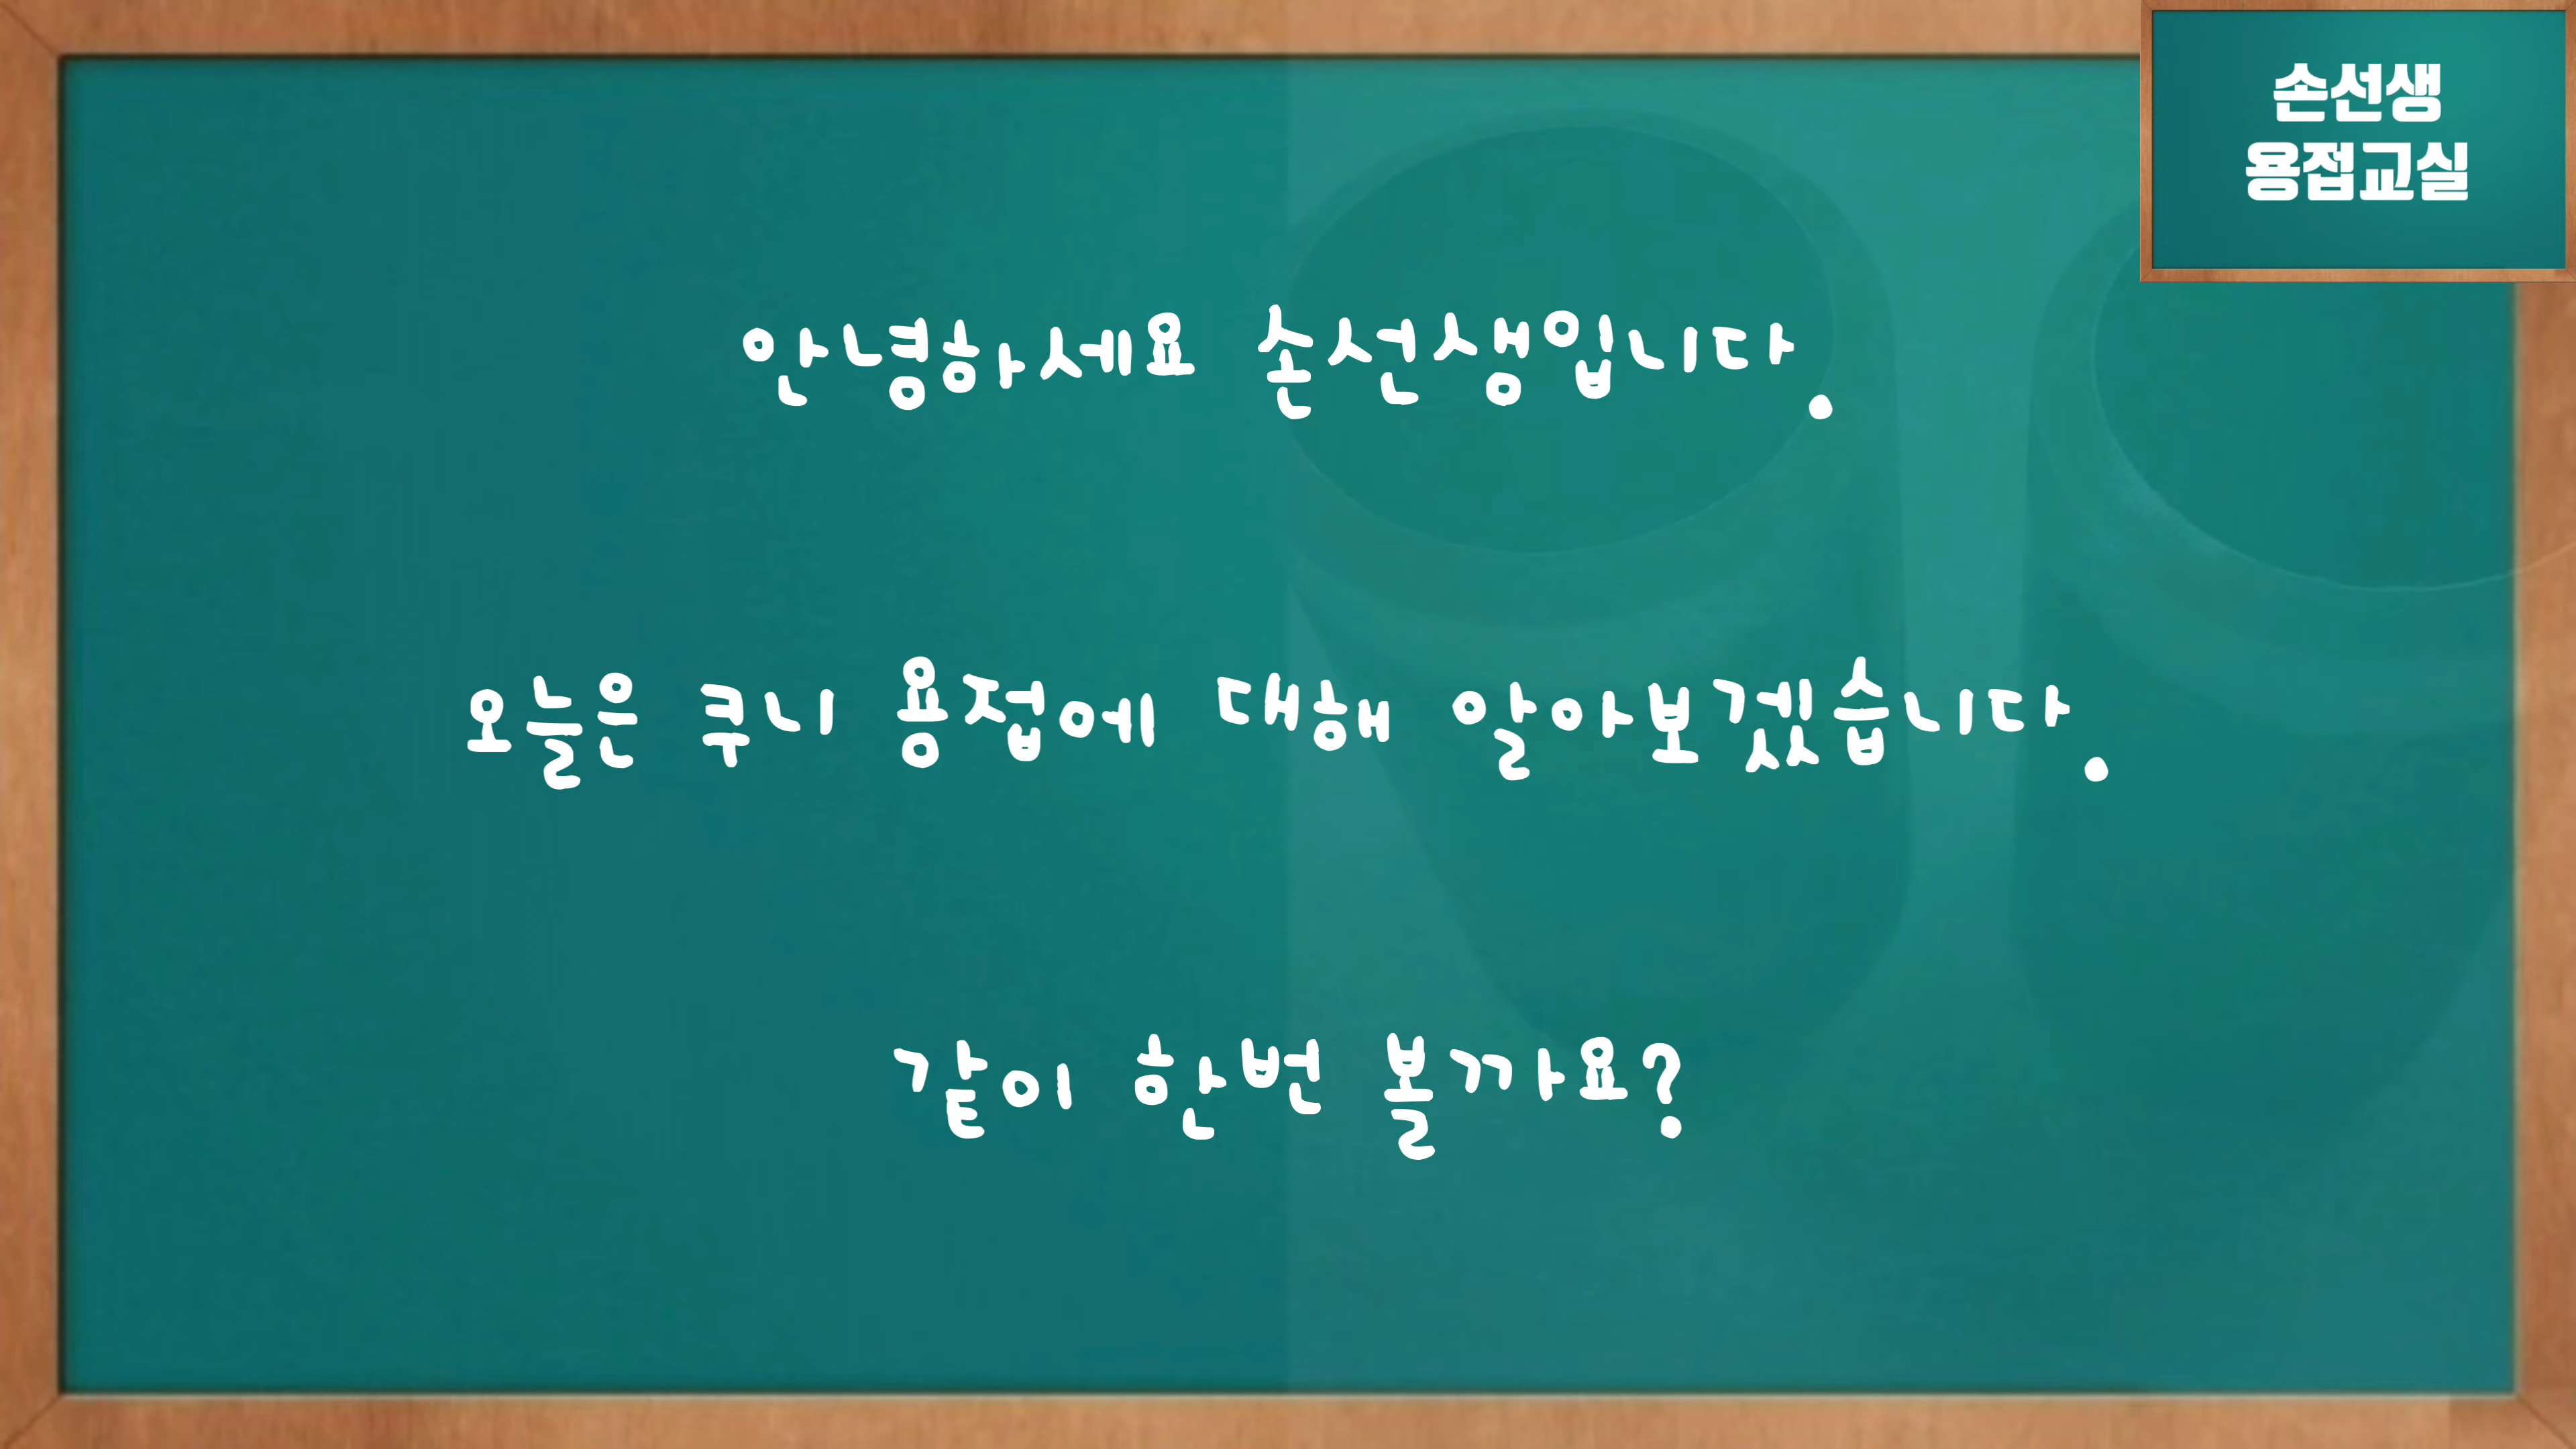 손선생
용접교실
안녕하세요 손선생입니다.
오늘은 쿠니 용접에 대해 알아보겠습니다.
같이 한번 볼까요?